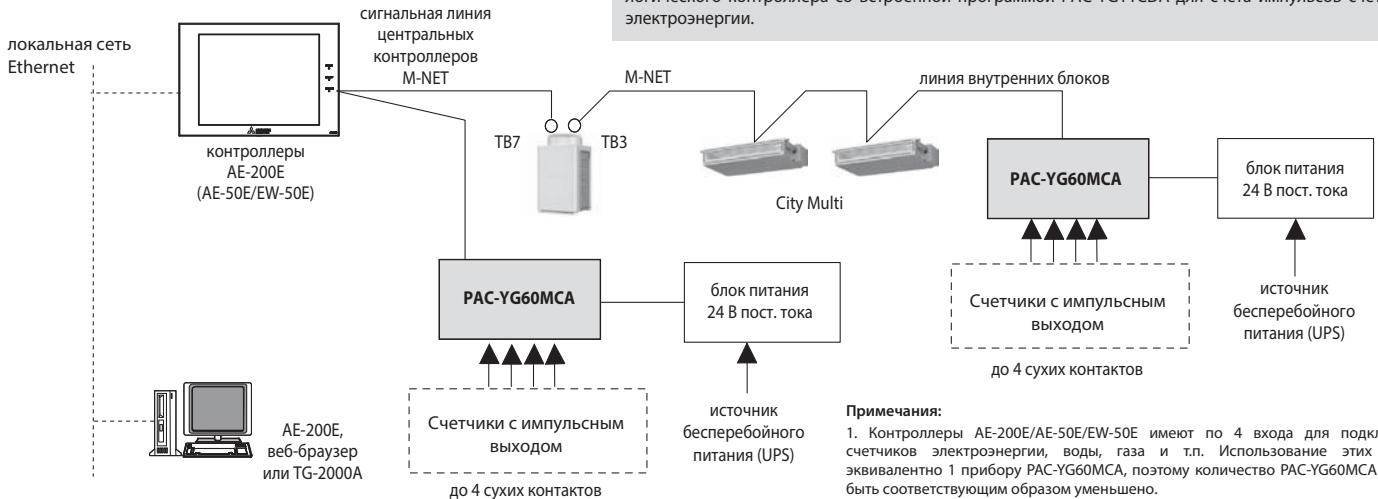 логического контроллера со встроенной программой PAC-YG11CDA для счета импульсов
электроэнергии.
локальная сеть
Ethernet
сигнальная линия
центральных
контроллеров
M-NET
контроллеры
AE-200E
(AE-50E/EW-50E)
TB7
TB3
M-NET
линия внутренних блоков
City Multi
PAC-YG60MCA
блок питания
24 В пост. тока
Счетчики с импульсным
выходом
до 4 сухих контактов
источник
бесперебойного
питания (UPS)
PAC-YG60MCA
блок питания
24 В пост. тока
Счетчики с импульсным
выходом
до 4 сухих контактов
источник
бесперебойного
питания (UPS)
AE-200E,
веб-браузер
или TG-2000A
Примечания:
1. Контроллеры AE-200E/AE-50E/EW-50E имеют по 4 входа для
счетчиков электроэнергии, воды, газа и т.п. Использование этих
эквивалентно 1 прибору PAC-YG60MCA, поэтому количество PAC-YG60MCA
быть соответствующим образом уменьшено.